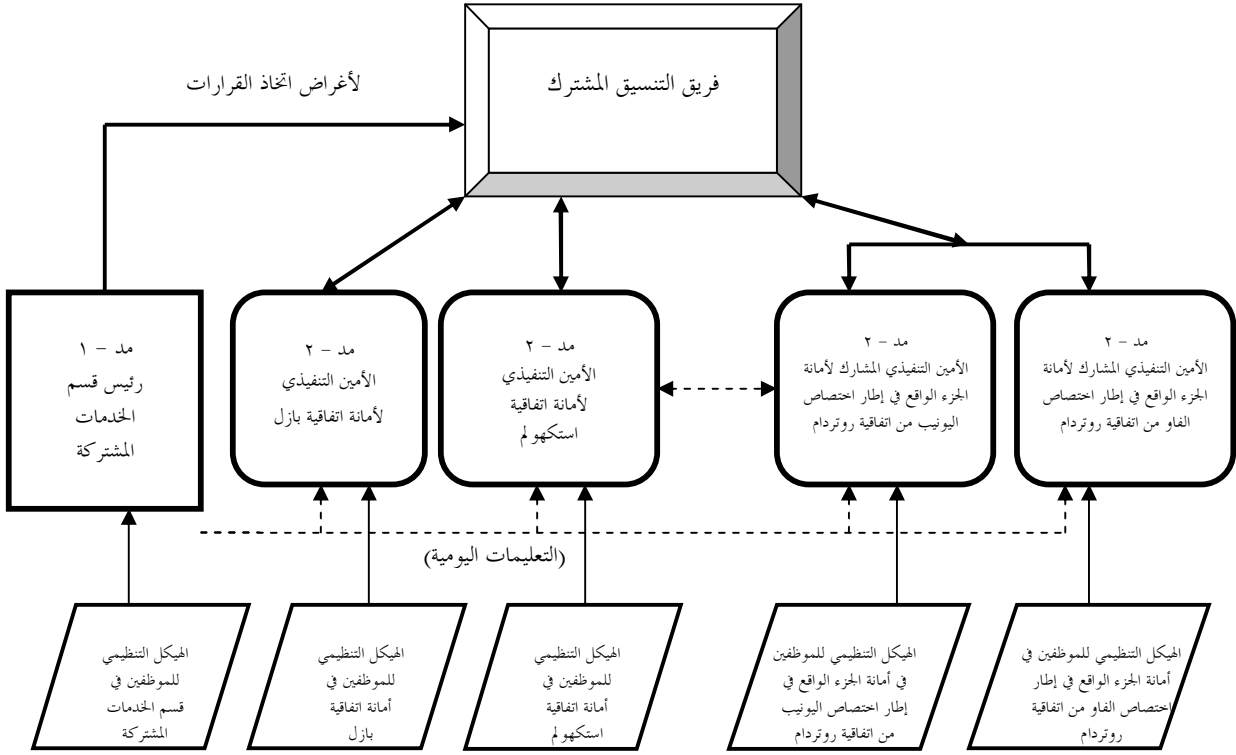 فريق التنسيق المشترك
لأغراض اتخاذ القرارات
مد - ٢
الأمين التنفيذي المشارك لأمانة
الجزء الواقع في إطار اختصاص
الفاو من اتفاقية روتردام
مد - ٢
الأمين التنفيذي المشارك لأمانة
الجزء الواقع في إطار اختصاص
اليونيب من اتفاقية روتردام
مد - ٢
الأمين التنفيذي
لأمانة اتفاقية
استكهولم
مد - ٢
الأمين التنفيذي
لأمانة اتفاقية بازل
مد - ١
رئيس قسم
الخدمات
المشتركة
(التعليمات اليومية)
الهيكل التنظيمي للموظفين في
أمانة الجزء الواقع في إطار
اختصاص الفاو من اتفاقية
روتردام
الهيكل التنظيمي للموظفين
في أمانة الجزء الواقع في
إطار اختصاص اليونيب
من اتفاقية روتردام
الهيكل التنظيمي
للموظفين في
أمانة اتفاقية
استكهولم
الهيكل التنظيمي
للموظفين في
أمانة اتفاقية
بازل
الهيكل التنظيمي
للموظفين في
قسم الخدمات
المشتركة